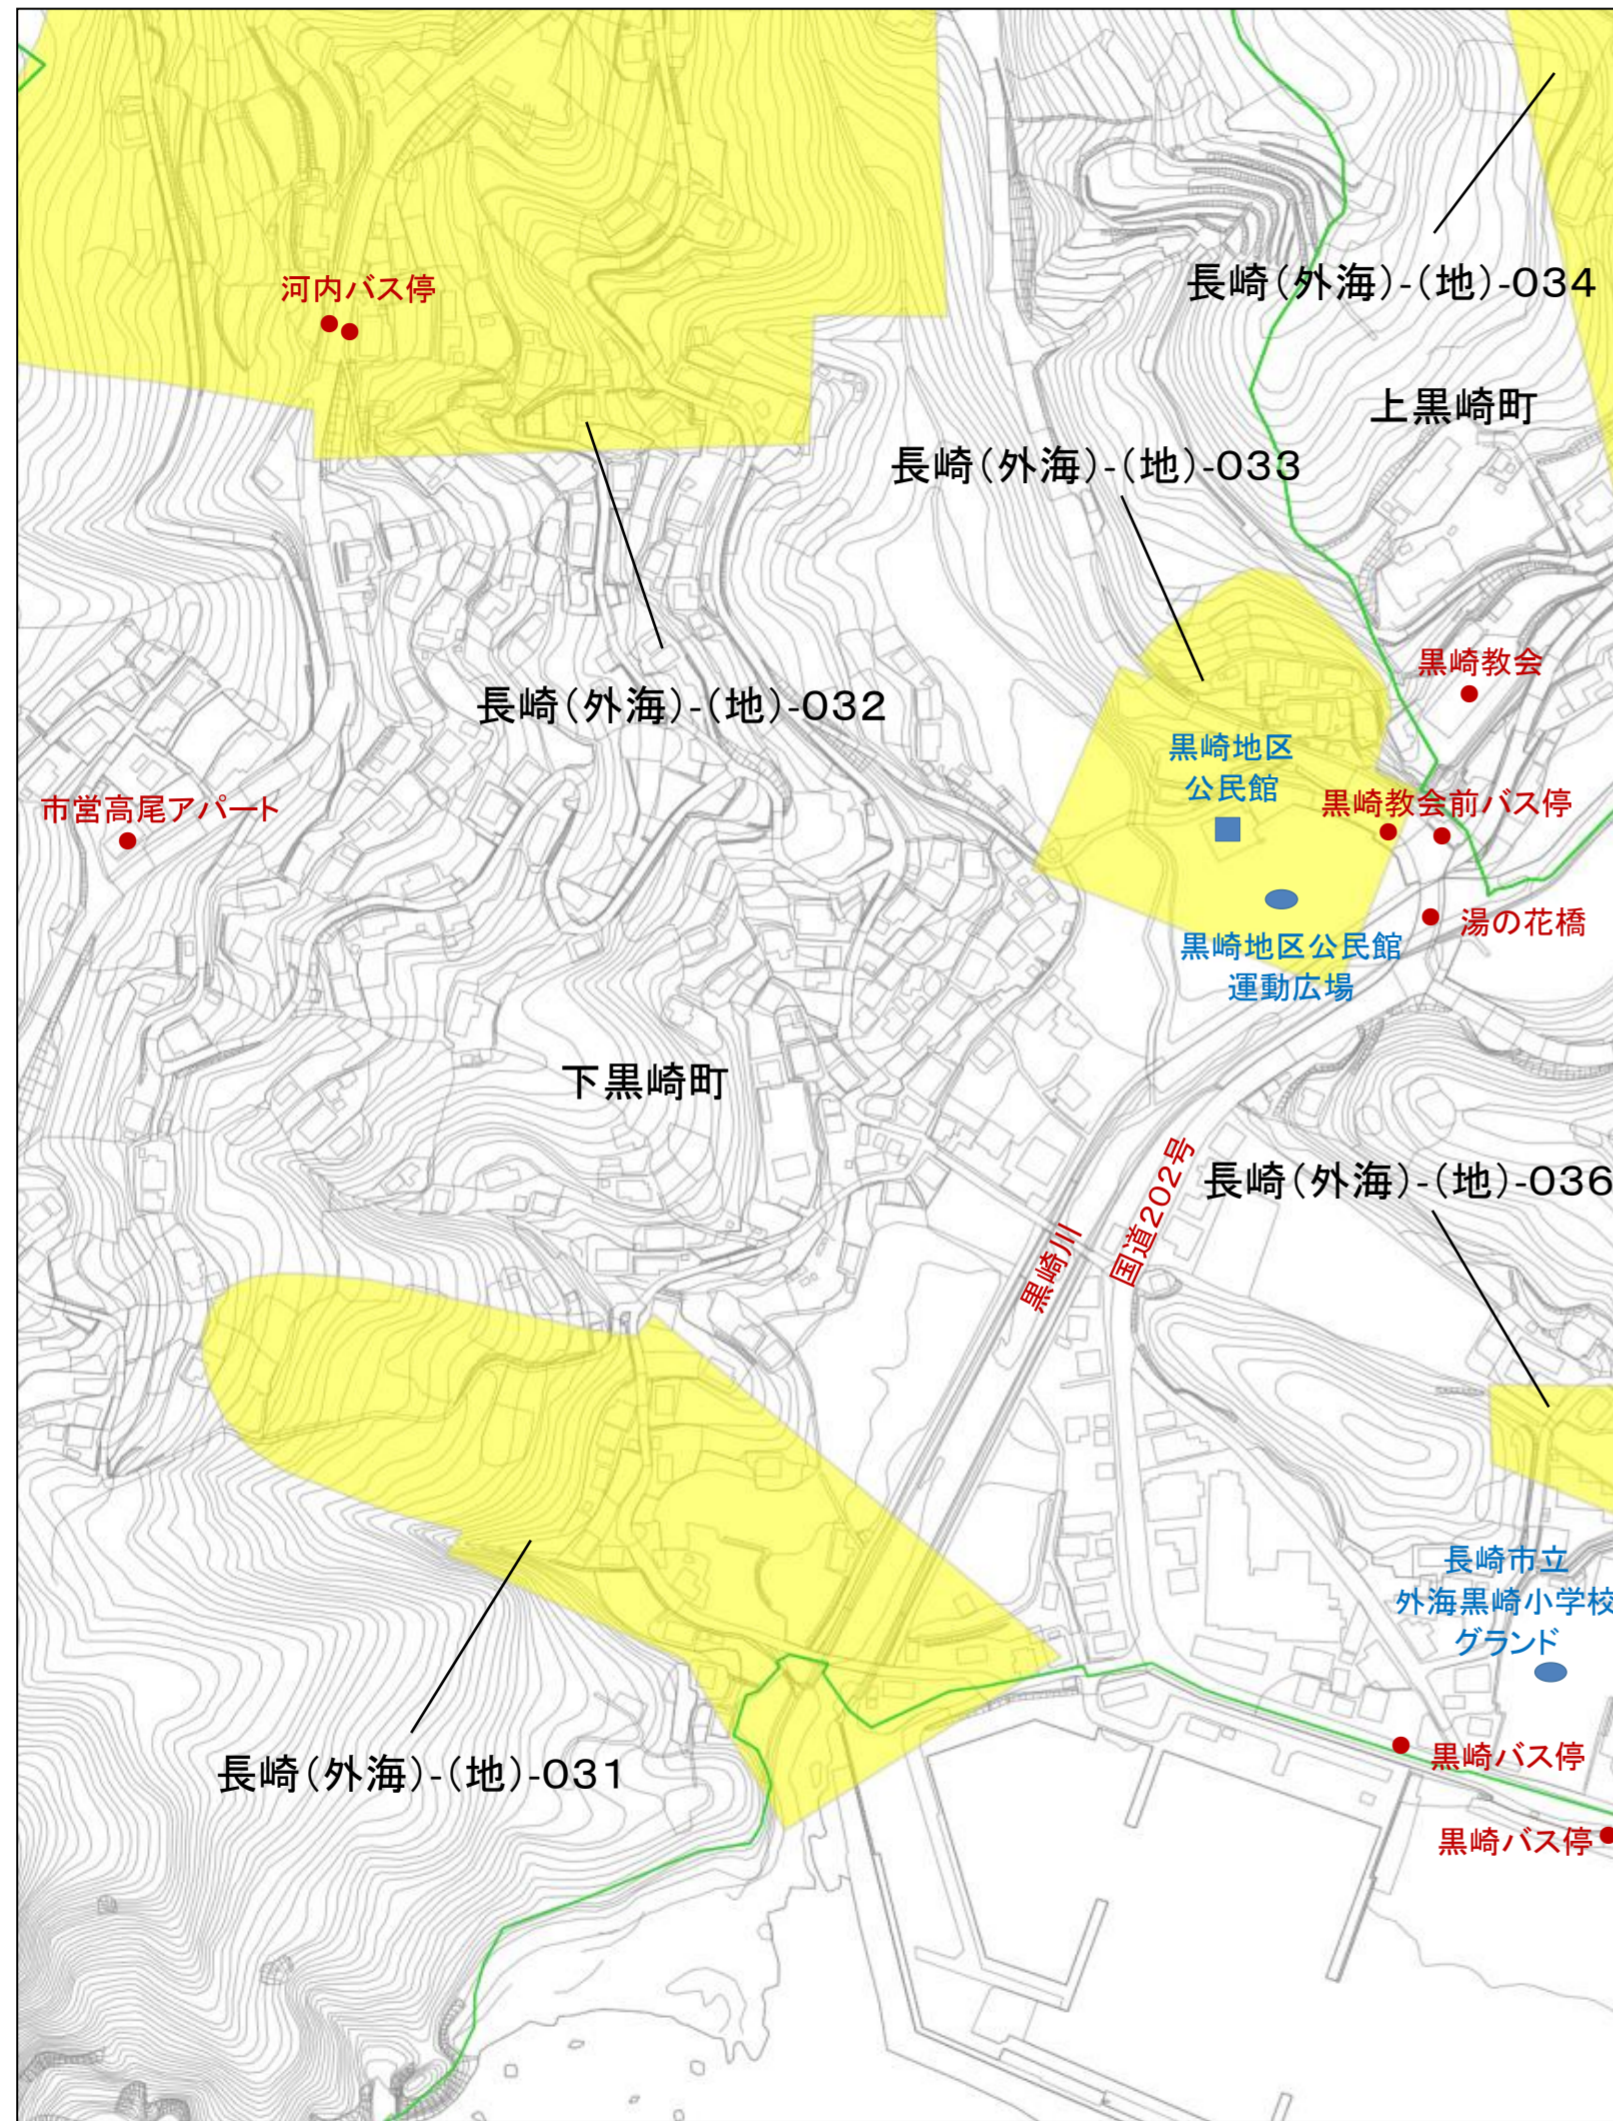 長崎(外海)-(地)-034
河内バス停
上黒崎町
長崎(外海)-(地)-033
黒崎教会
長崎(外海)-(地)-032
黒崎地区
公民館
市営高尾アパート
黒崎教会前バス停
湯の花橋
黒崎地区公民館
運動広場
下黒崎町
国道202号
黒崎川
長崎(外海)-(地)-036
長崎市立
外海黒崎小学校
グランド
黒崎バス停
長崎(外海)-(地)-031
黒崎バス停